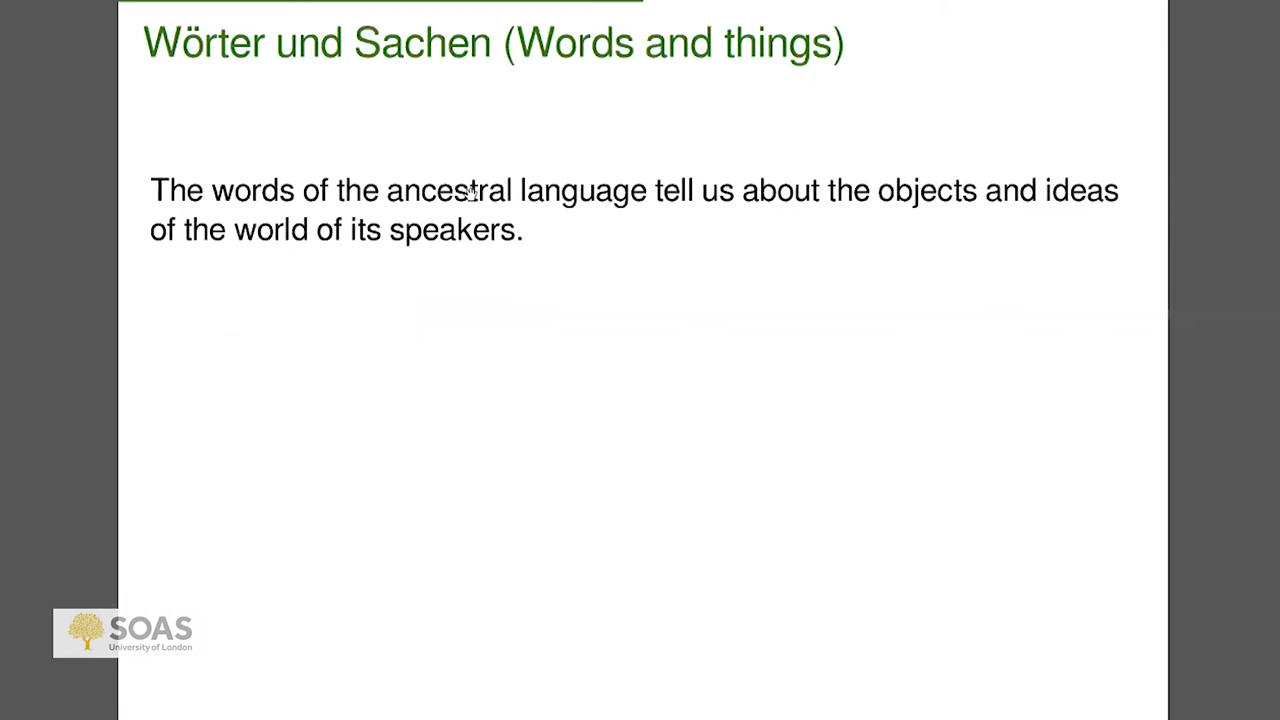 Wörter und Sachen (Words and things)
The words of the ancestral language tell us about the objects and ideas
of the world of its speakers.
SOAS
University of London